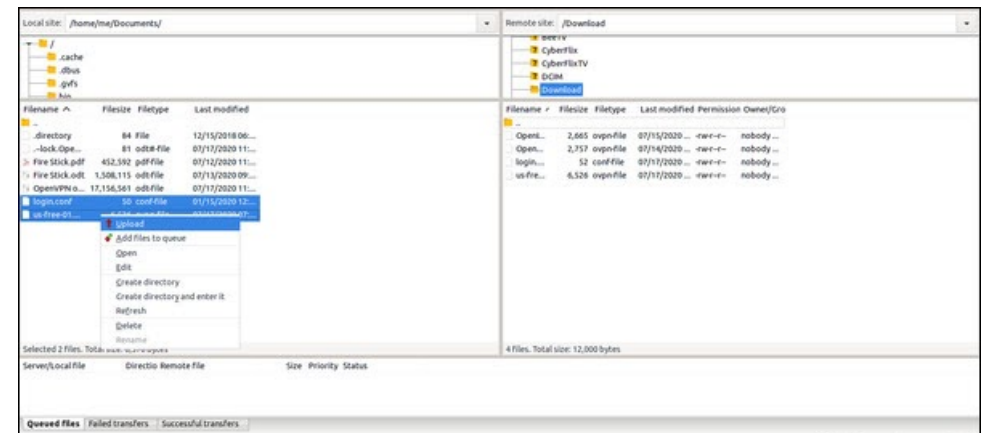 Local site: /home/me/Documents/
/
.cache
.dbus
.gvfs
bin
Filename Filesize Filetype Last modified
..
.directory 84 File 12/15/2018 06:...
.~lock.Ope... 81 odt#-file 07/17/2020 11:...
Fire Stick.pdf 452,592 pdf-file 07/12/2020 11:...
Fire Stick.odt 1,508,115 odt-file 07/13/2020 09:...
OpenVPN o... 17,156,561 odt-file 07/17/2020 11:...
login.conf 50 conf-file 01/15/2020 12:...
us-free-01....
Upload
Add files to queue
Open
Edit
Create directory
Create directory and enter it
Refresh
Delete
Rename
Selected 2 files.
Remote site: /Download
BeeTV
CyberFlix
CyberFlixTV
DCIM
Download
Filename Filesize Filetype Last modified Permission Owner/Gro
..
OpenI... 2,665 ovpn-file 07/15/2020 ... -rw-r--r-- nobody ...
Open... 2,757 ovpn-file 07/14/2020 ... -rw-r--r-- nobody ...
login.... 52 conf-file 07/17/2020 ... -rw-r--r-- nobody ...
us-fre... 6,526 ovpn-file 07/17/2020 ... -rw-r--r-- nobody ...
4 files. Total size: 12,000 bytes
Server/Local file Directio Remote file Size Priority Status
Queued files Failed transfers Successful transfers